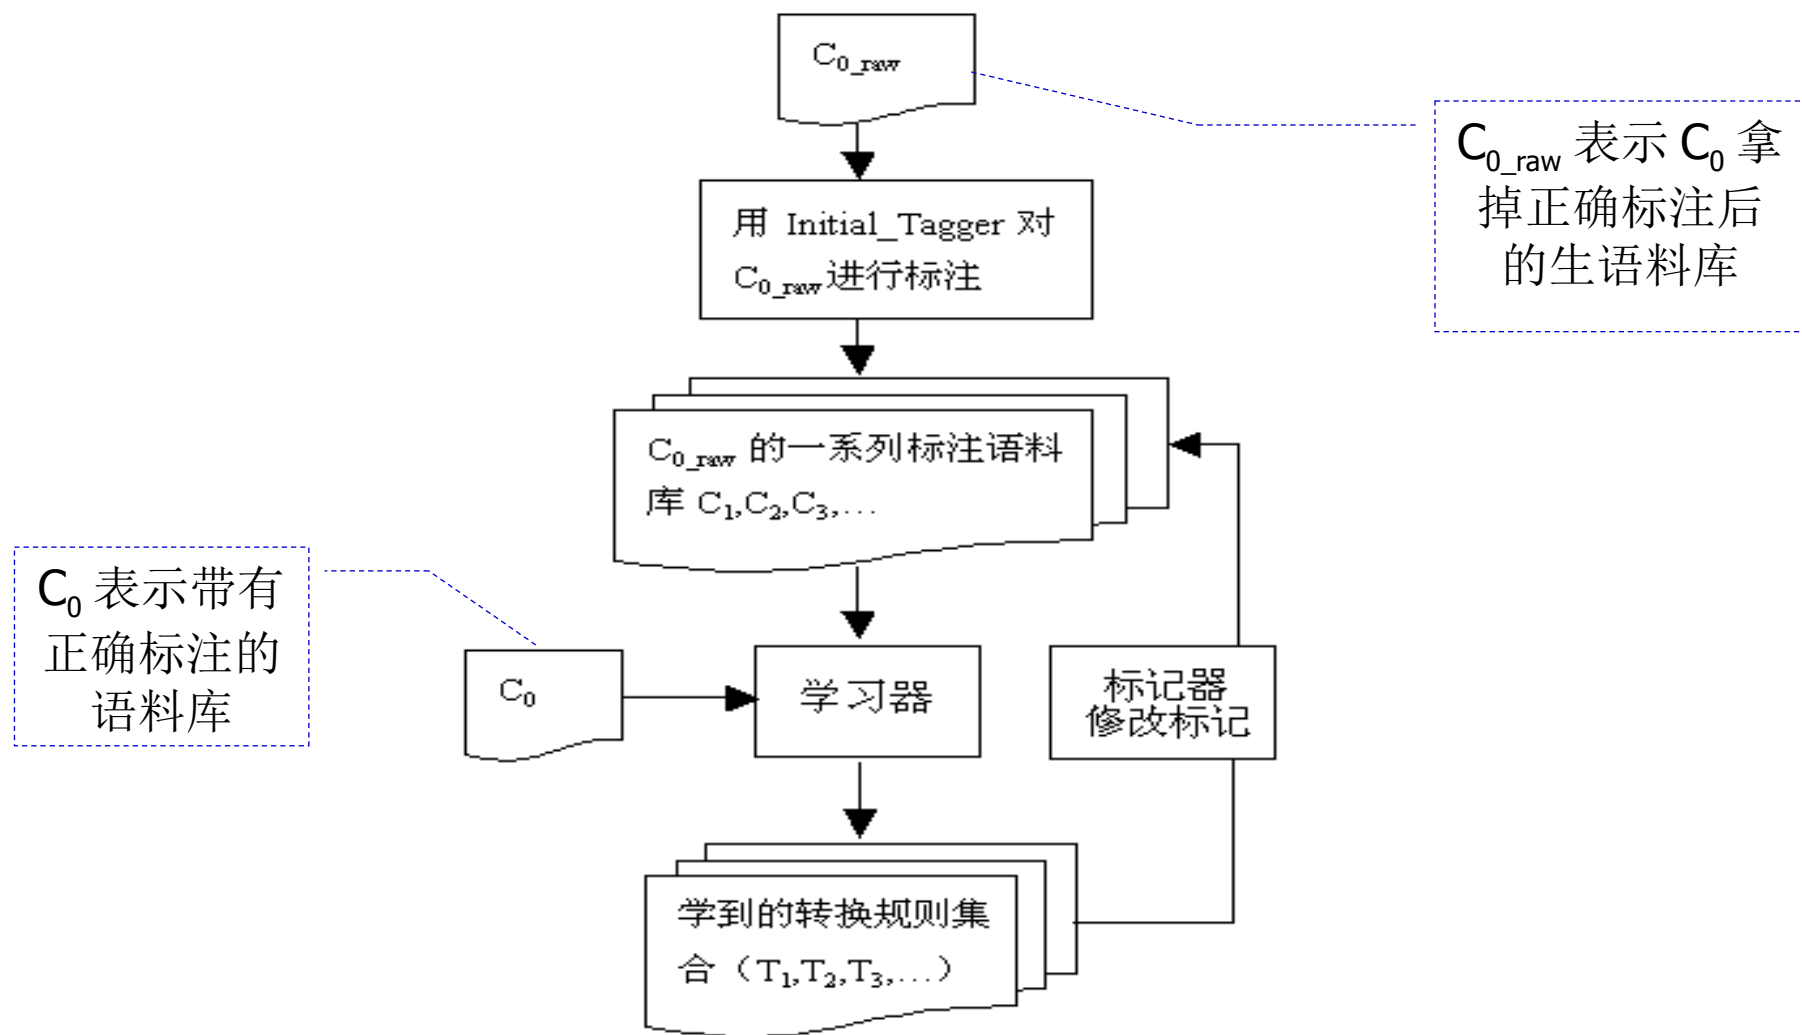 C0_raw
C0_raw 表示 C0 拿
掉正确标注后
的生语料库
用 Initial_Tagger 对
C0_raw进行标注
C0_raw 的一系列标注语料
库 C1,C2,C3,…
C0 表示带有
正确标注的
语料库
C0
学习器
标记器
修改标记
学到的转换规则集
合（T1,T2,T3,…）